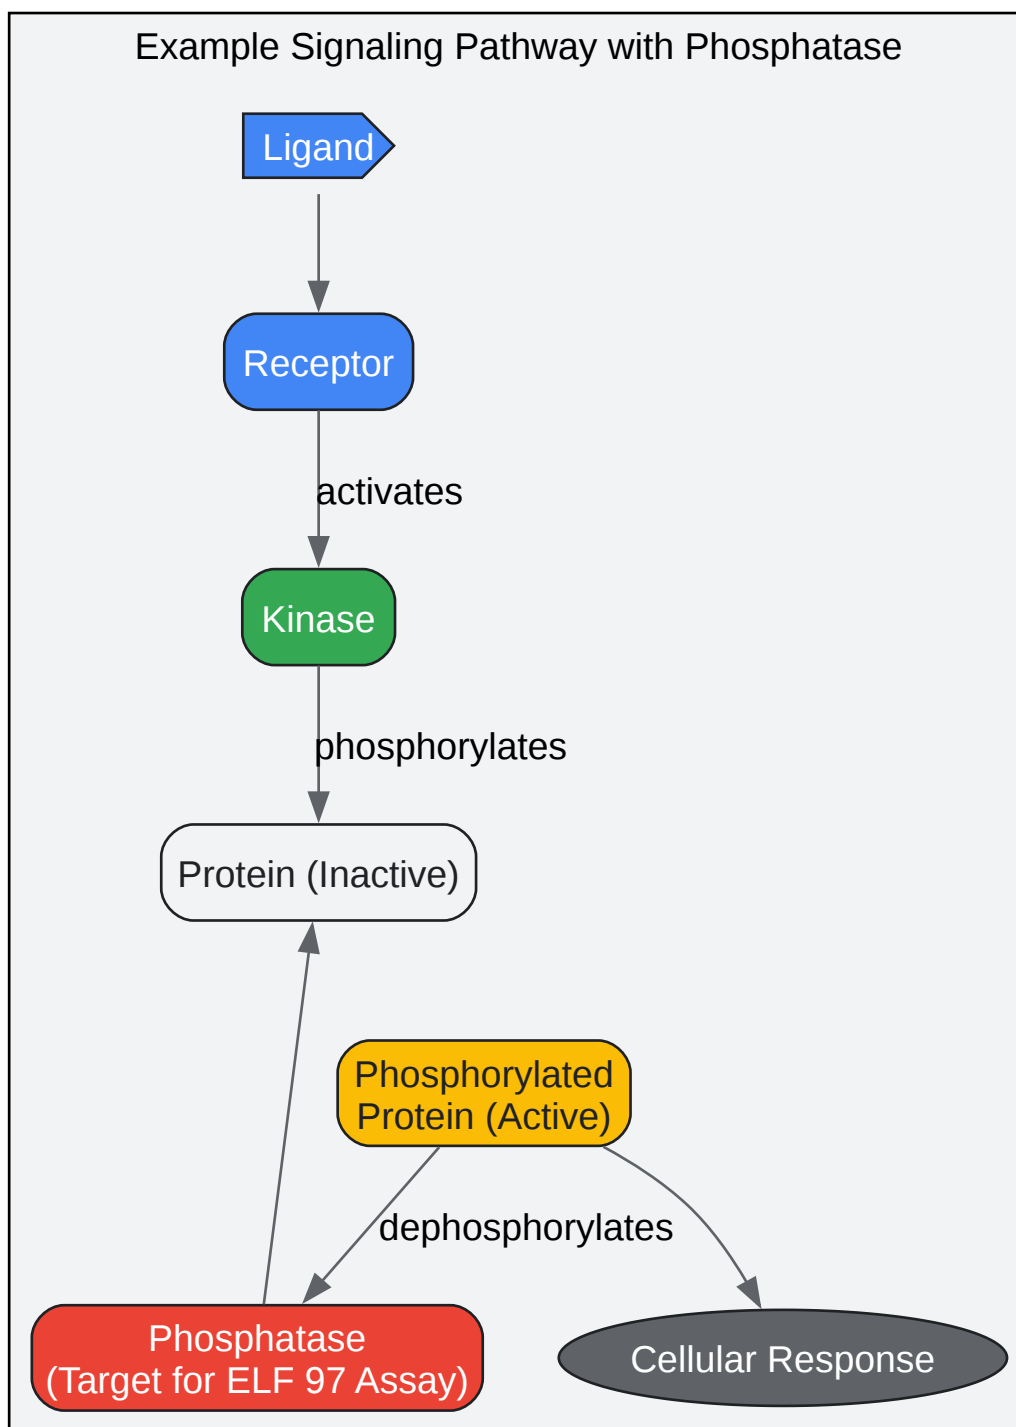 Example Signaling Pathway with Phosphatase
Ligand
Receptor
activates
Kinase
phosphorylates
Protein (Inactive)
Phosphorylated
Protein (Active)
dephosphorylates
Phosphatase
(Target for ELF 97 Assay)
Cellular Response